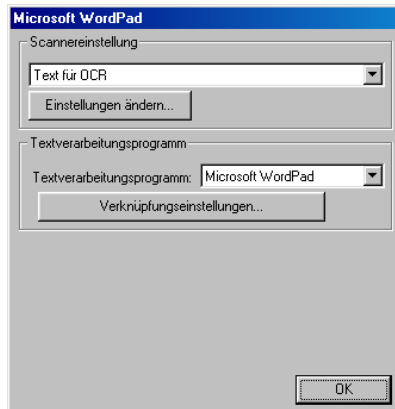 Microsoft WordPad
Scannereinstellung
Text für OCR
Einstellungen ändern...
Textverarbeitungsprogramm
Textverarbeitungsprogramm: Microsoft WordPad
Verknüpfungseinstellungen...
OK